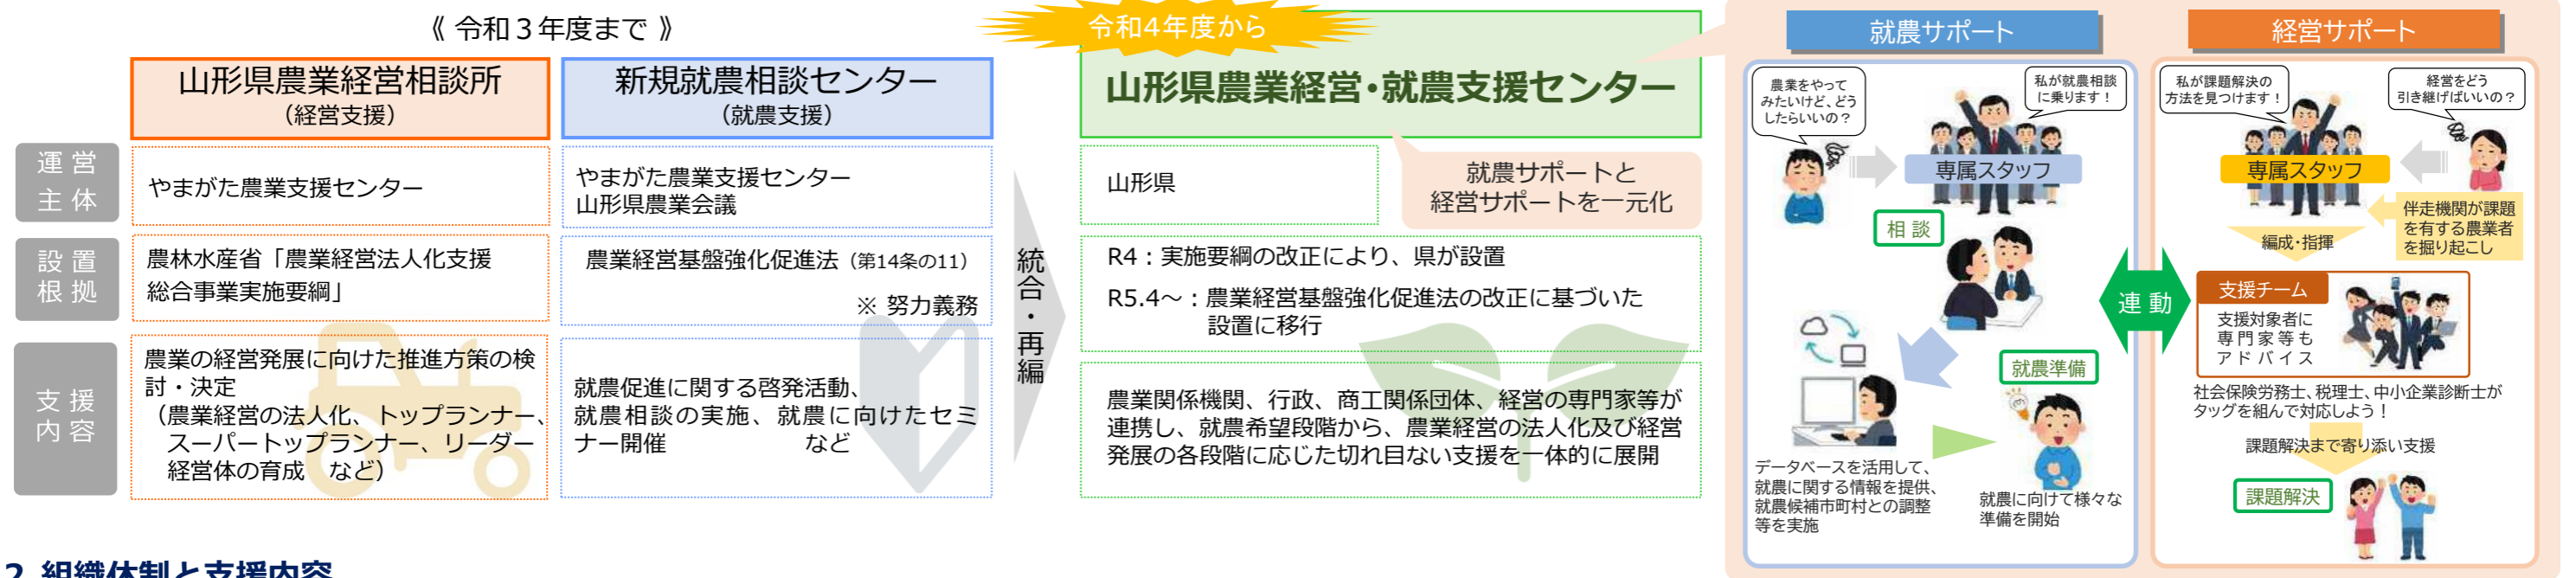 《 令和３年度まで 》
山形県農業経営相談所
（経営支援）
新規就農相談センター
（就農支援）
運 営
主 体
やまがた農業支援センター
やまがた農業支援センター
山形県農業会議
設 置
根 拠
農林水産省「農業経営法人化支援
総合事業実施要綱」
農業経営基盤強化促進法（第14条の11）
※ 努力義務
支 援
内 容
農業の経営発展に向けた推進方策の検
討・決定
（農業経営の法人化、トップランナー、
スーパートップランナー、リーダー
経営体の育成　など）
就農促進に関する啓発活動、
就農相談の実施、就農に向けたセミ
ナー開催　　　　　　など
統合・再編
令和4年度から
山形県農業経営・就農支援センター
山形県
就農サポートと
経営サポートを一元化
R4：実施要綱の改正により、県が設置
R5.4～：農業経営基盤強化促進法の改正に基づいた
設置に移行
農業関係機関、行政、商工関係団体、経営の専門家等が
連携し、就農希望段階から、農業経営の法人化及び経営
発展の各段階に応じた切れ目ない支援を一体的に展開
就農サポート
農業をやって
みたいけど、どう
したらいいの？
私が就農相談
に乗ります！
専属スタッフ
相 談
就農準備
データベースを活用して、
就農に関する情報を提供、
就農候補市町村との調整
等を実施
就農に向けて様々な
準備を開始
連 動
経営サポート
私が課題解決の
方法を見つけます！
経営をどう
引き継げばいいの？
専属スタッフ
伴走機関が課題
を有する農業者
を掘り起こし
編成・指揮
支援チーム
支援対象者に
専門家等も
アドバイス
社会保険労務士、税理士、中小企業診断士が
タッグを組んで対応しよう！
課題解決まで寄り添い支援
課題解決
2 組織体制と支援内容